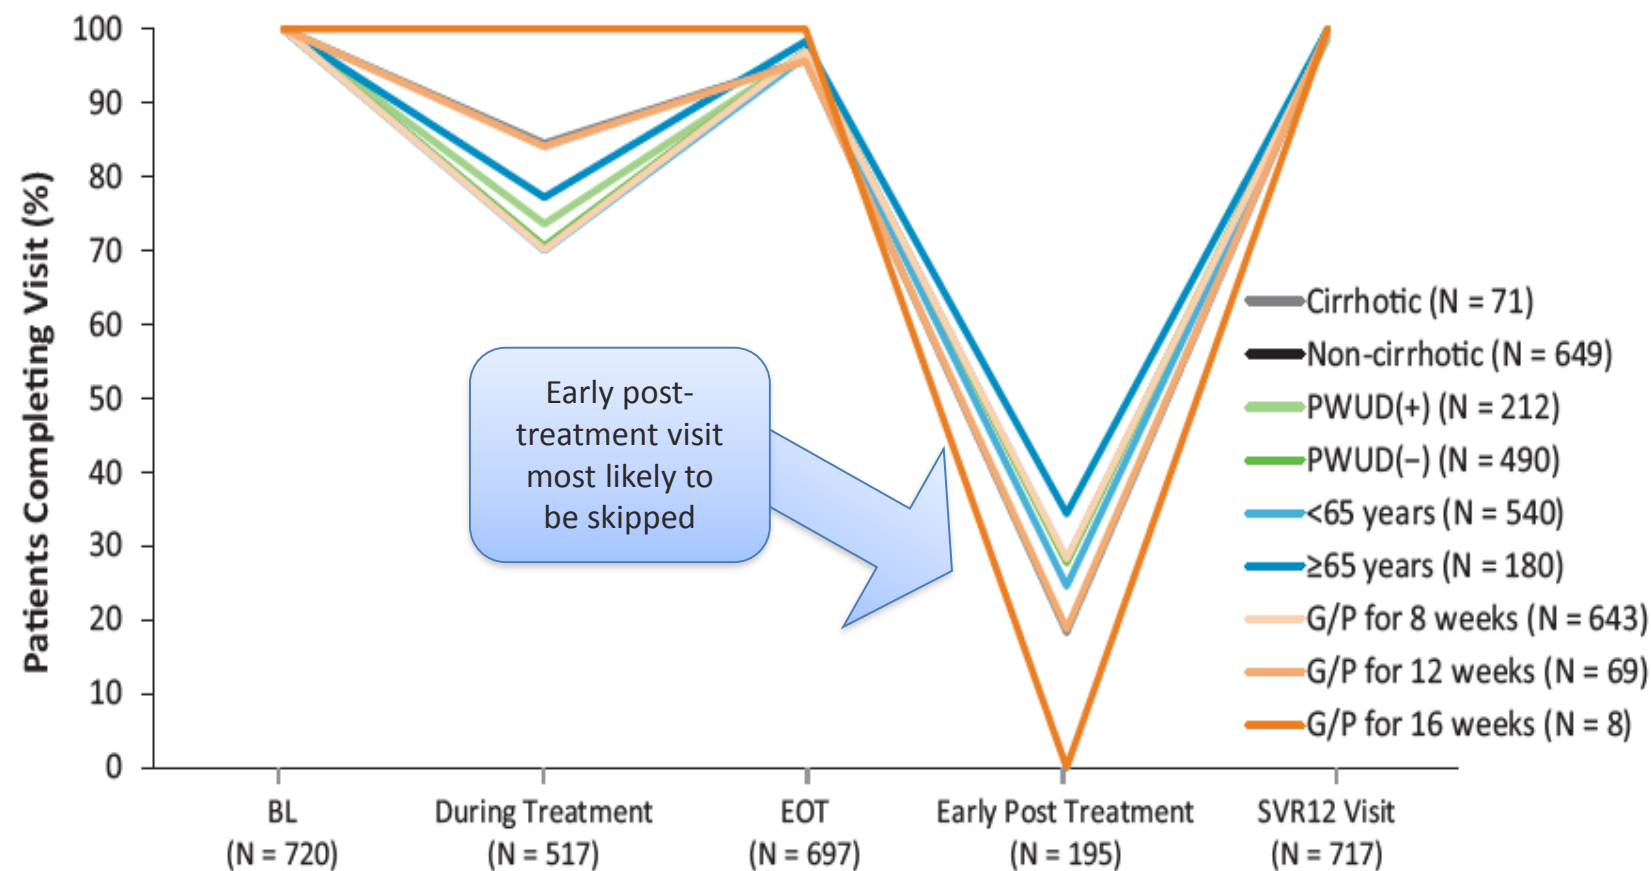 Patients Completing Visit (%)
100
90
80
70
60
50
40
30
20
10
0
Early post-
treatment visit
most likely to
be skipped
Cirrhotic (N = 71)
Non-cirrhotic (N = 649)
PWUD(+) (N = 212)
PWUD(−) (N = 490)
<65 years (N = 540)
≥65 years (N = 180)
G/P for 8 weeks (N = 643)
G/P for 12 weeks (N = 69)
G/P for 16 weeks (N = 8)
BL
(N = 720)
During Treatment
(N = 517)
EOT
(N = 697)
Early Post Treatment
(N = 195)
SVR12 Visit
(N = 717)